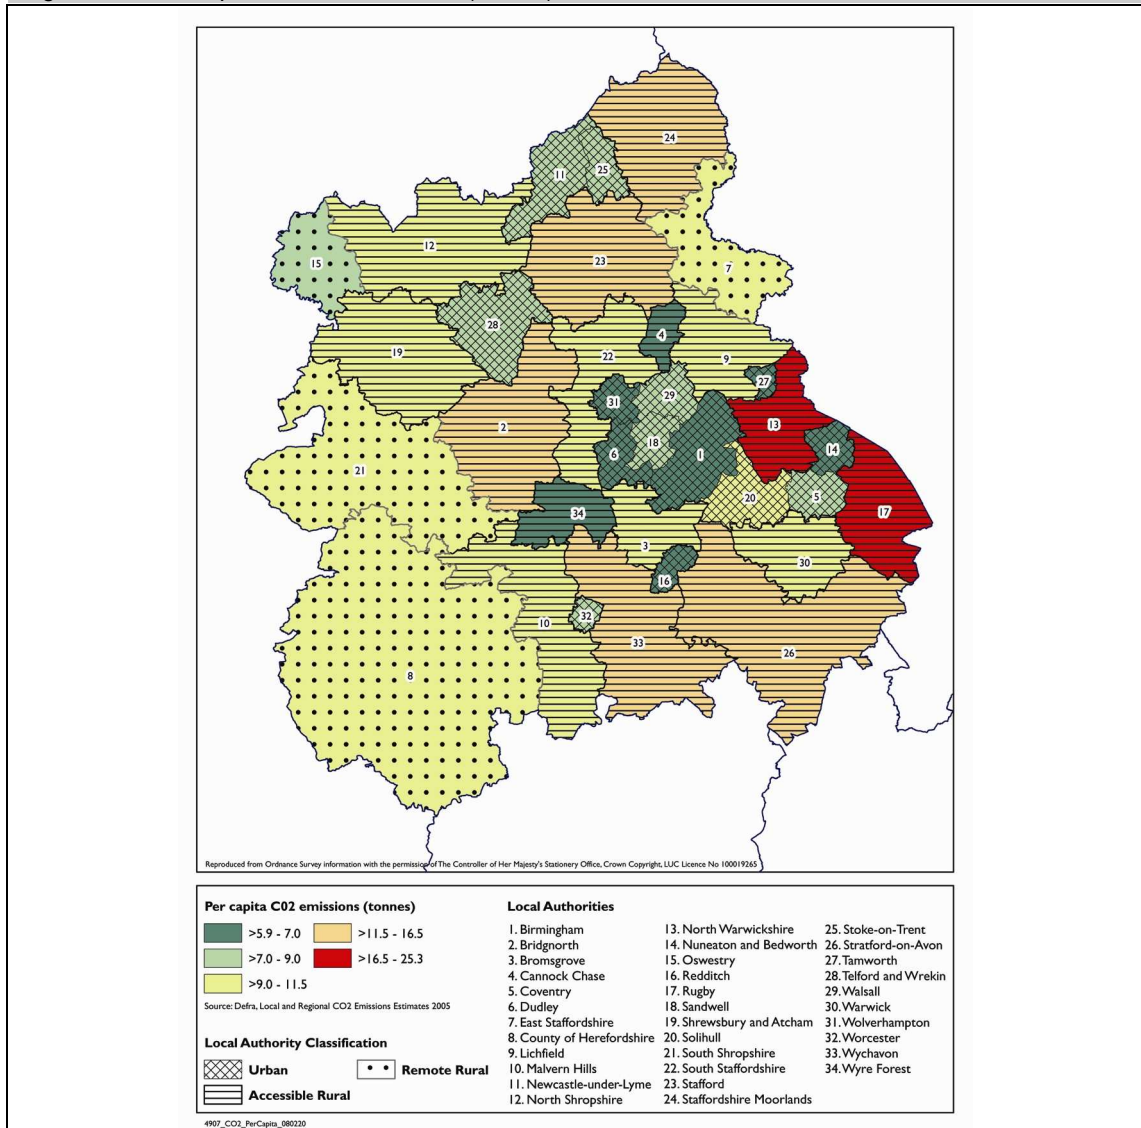 24
11
25
12
15
23
7
28
4
19
22
9
27
31
29
2
13
18
6
1
14
21
20
5
34
17
3
30
16
32
10
33
26
8
Reproduced from Ordnance Survey information with the permission of The Controller of Her Majesty's Stationery Office, Crown Copyright, LUC Licence No 100019265
Per capita C02 emissions (tonnes)
>5.9 - 7.0
>11.5 - 16.5
>7.0 - 9.0
>16.5 - 25.3
>9.0 - 11.5
Source: Defra, Local and Regional CO2 Emissions Estimates 2005
Local Authority Classification
Urban
Remote Rural
Accessible Rural
Local Authorities
1. Birmingham
2. Bridgnorth
3. Bromsgrove
4. Cannock Chase
5. Coventry
6. Dudley
7. East Staffordshire
8. County of Herefordshire
9. Lichfield
10. Malvern Hills
11. Newcastle-under-Lyme
12. North Shropshire
13. North Warwickshire
14. Nuneaton and Bedworth
15. Oswestry
16. Redditch
17. Rugby
18. Sandwell
19. Shrewsbury and Atcham
20. Solihull
21. South Shropshire
22. South Staffordshire
23. Stafford
24. Staffordshire Moorlands
25. Stoke-on-Trent
26. Stratford-on-Avon
27. Tamworth
28. Telford and Wrekin
29. Walsall
30. Warwick
31. Wolverhampton
32. Worcester
33. Wychavon
34. Wyre Forest
4907_CO2_PerCapita_080220